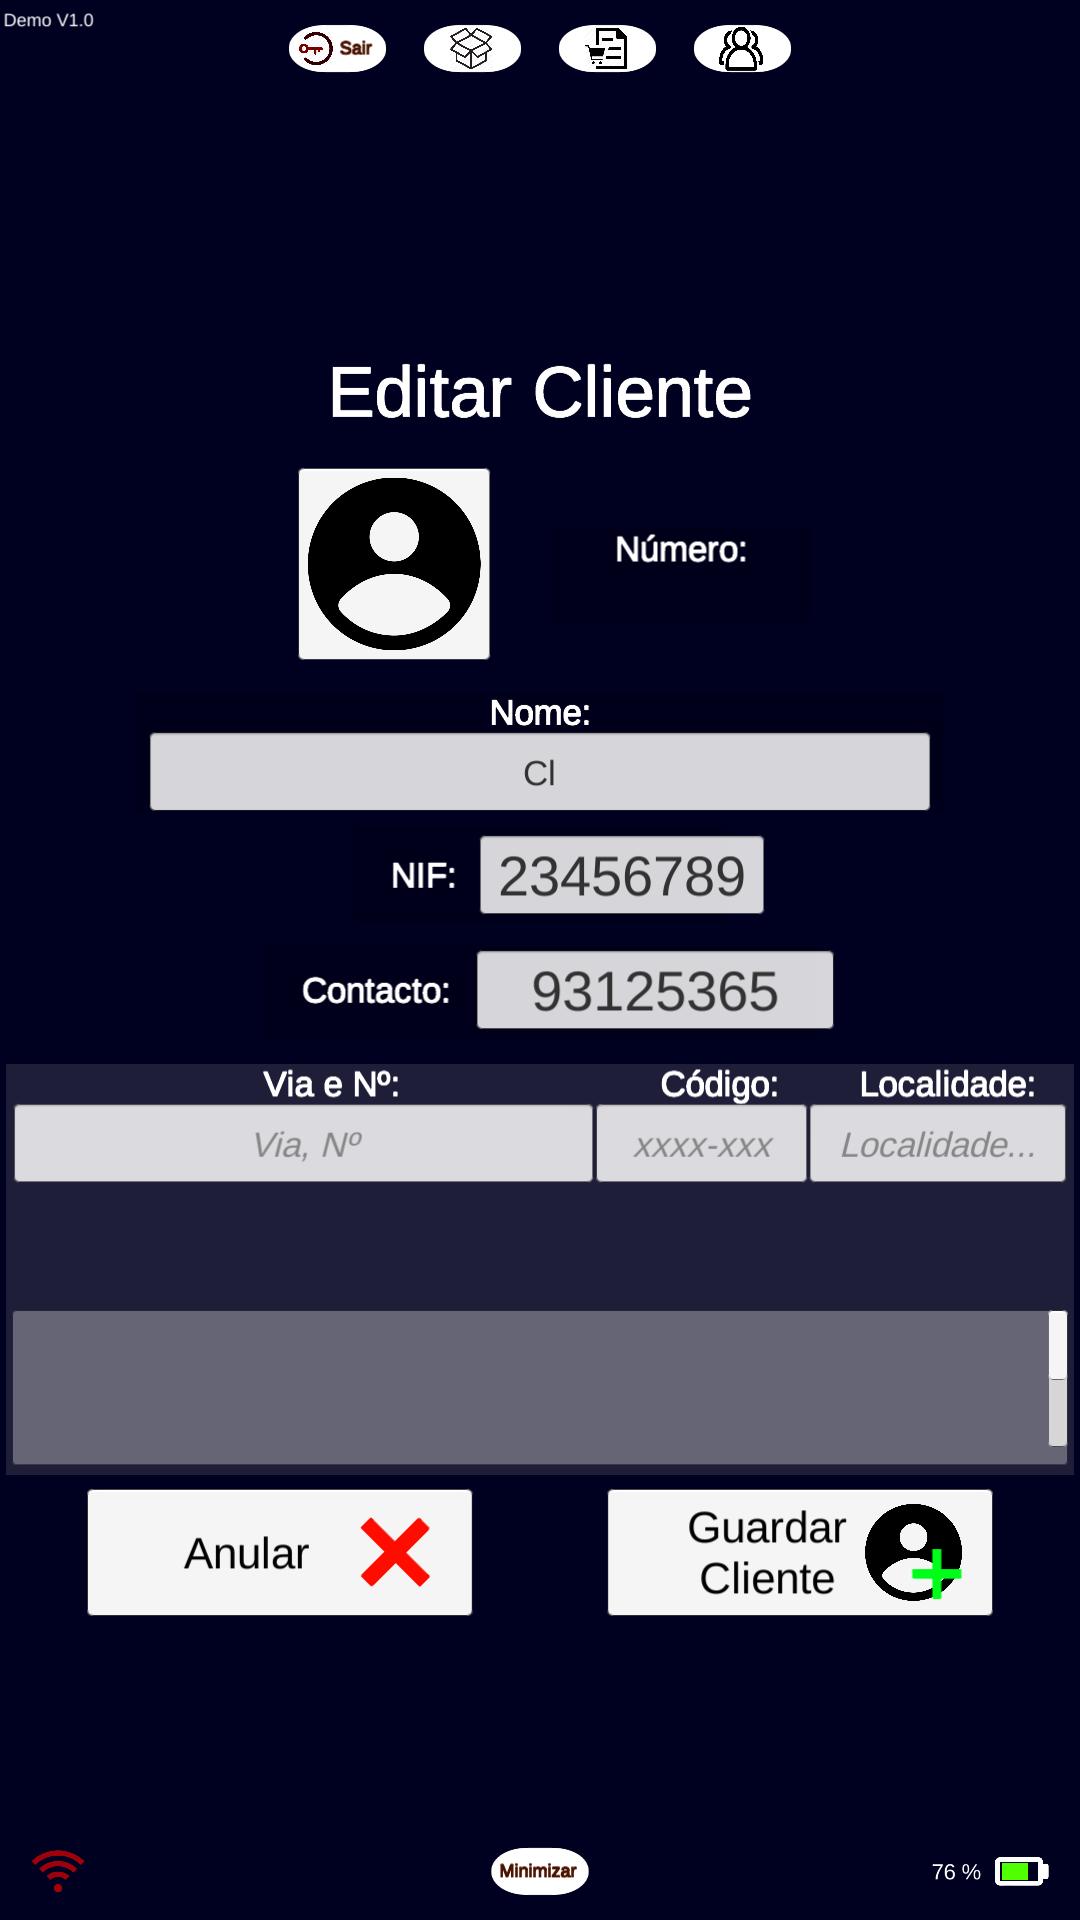 Demo V1.0
Sair
Editar Cliente
Número:
Nome:
Cl
NIF: 23456789
Contacto: 93125365
Via e Nº: Código: Localidade:
Via, Nº xxxx-xxx Localidade...
Anular
Guardar
Cliente
Minimizar
76 %